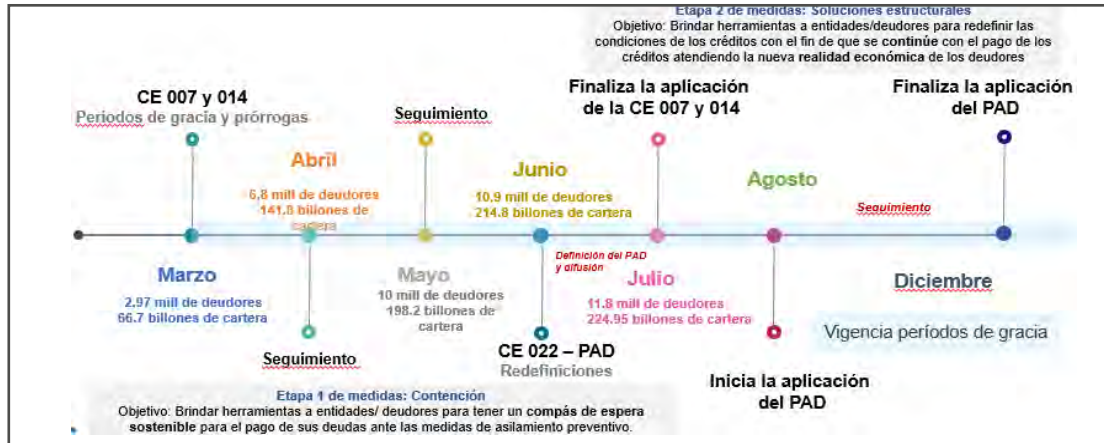 Etapa 2 de medidas: Soluciones estructurales
Objetivo: Brindar herramientas a entidades/deudores para redefinir las
condiciones de los créditos con el fin de que se continúe con el pago de los
créditos atendiendo la nueva realidad económica de los deudores
CE 007 y 014
Periodos de gracia y prórrogas
Seguimiento
Finaliza la aplicación
de la CE 007 y 014
Finaliza la aplicación
del PAD
Abril
6.8 mill de deudores
141.8 billones de
cartera
Junio
10.9 mill de deudores
214.8 billones de cartera
Agosto
Seguimiento
Marzo
2.97 mill de deudores
66.7 billones de cartera
Mayo
10 mill de deudores
198.2 billones de
cartera
Definición del PAD
y difusión
Julio
11.8 mill de deudores
224.95 billones de cartera
Diciembre
Vigencia períodos de gracia
Seguimiento
CE 022 – PAD
Redefiniciones
Inicia la aplicación
del PAD
Etapa 1 de medidas: Contención
Objetivo: Brindar herramientas a entidades/ deudores para tener un compás de espera
sostenible para el pago de sus deudas ante las medidas de asilamiento preventivo.